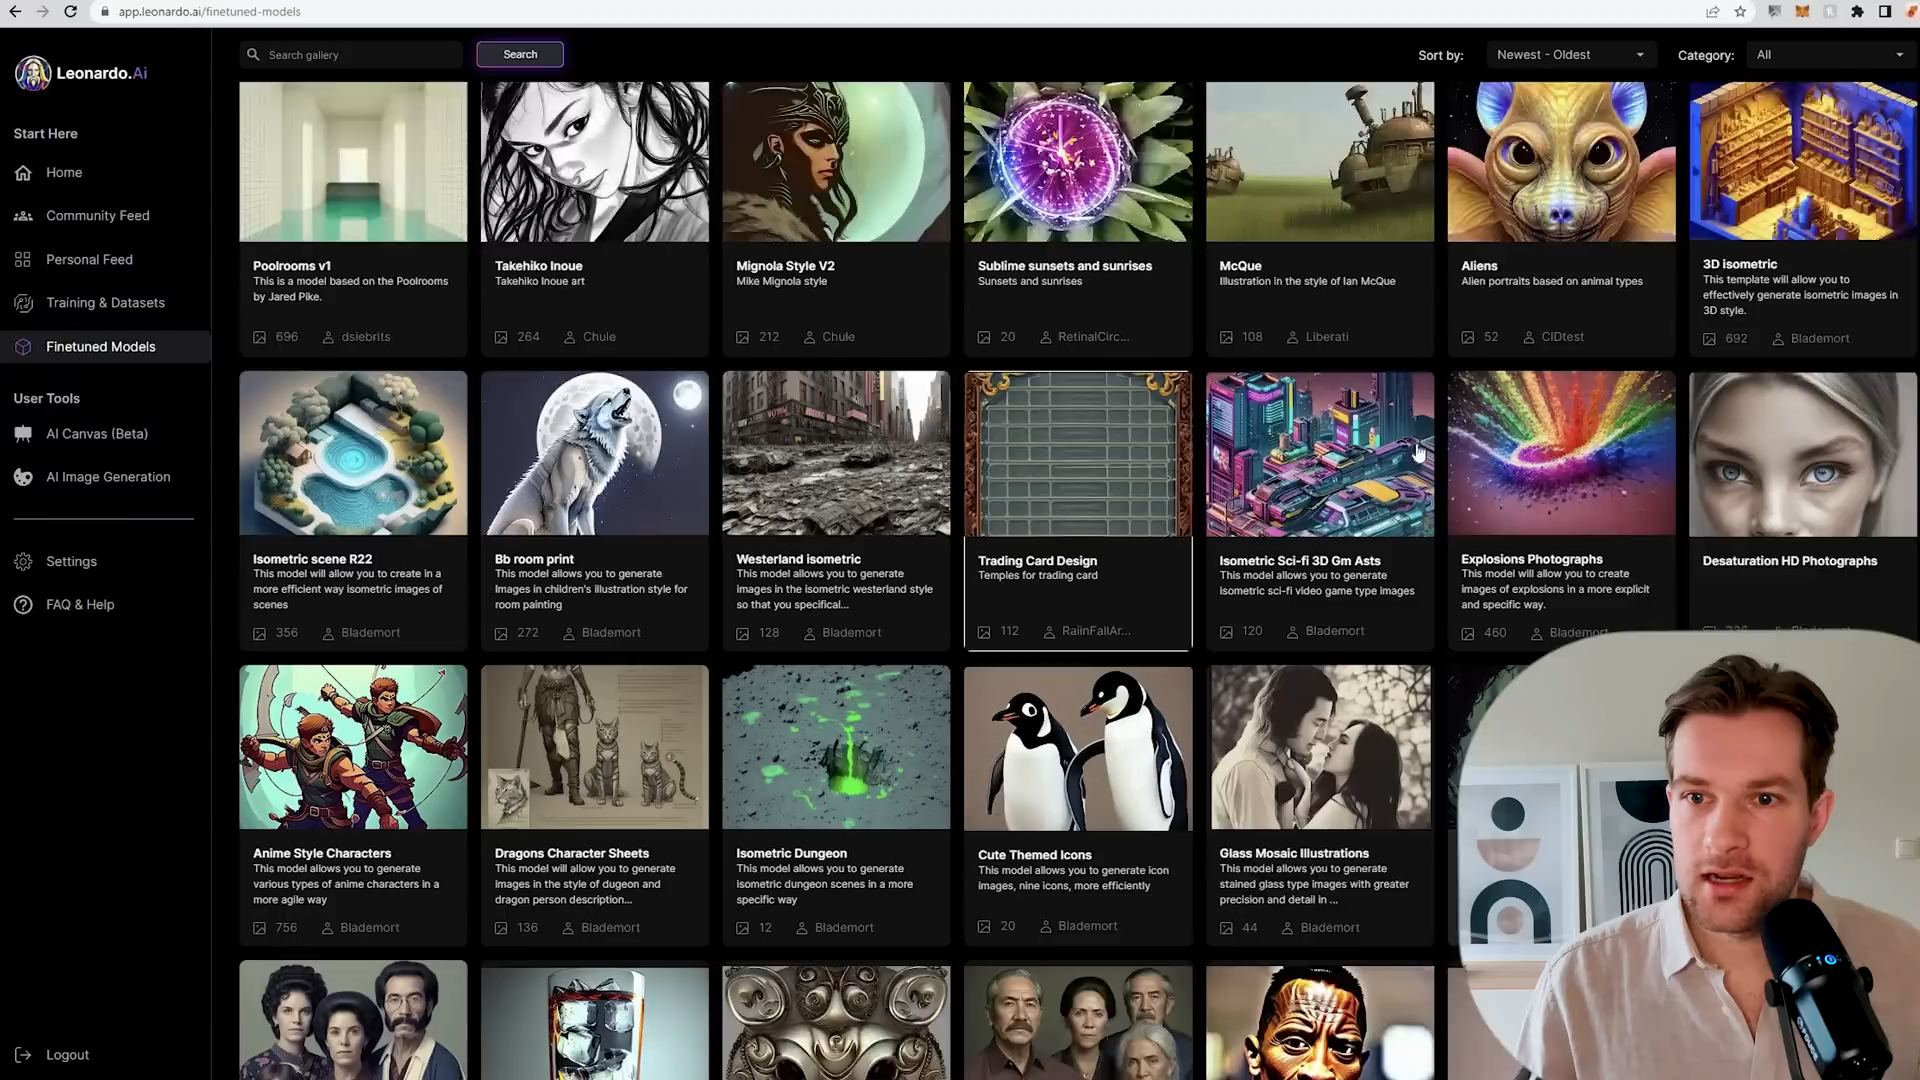 app.leonardo.ai/finetuned-models
Leonardo.Ai
Search gallery
Search
Sort by:
Newest - Oldest
Category:
All
Start Here
Home
Community Feed
Personal Feed
Training & Datasets
Finetuned Models
User Tools
AI Canvas (Beta)
AI Image Generation
Settings
FAQ & Help
Logout
Poolrooms v1
This is a model based on the Poolrooms
by Jared Pike.
696 dsiebrits
Takehiko Inoue
Takehiko Inoue art
264 Chule
Mignola Style V2
Mike Mignola style
212 Chule
Sublime sunsets and sunrises
Sunsets and sunrises
20 RetinalCirc...
McQue
Illustration in the style of Ian McQue
108 Liberati
Aliens
Alien portraits based on animal types
52 CIDtest
3D isometric
This template will allow you to
effectively generate isometric images in
3D style.
692 Blademort
Isometric scene R22
This model will allow you to create in a
more efficient way isometric images of
scenes
356 Blademort
Bb room print
This model allows you to generate
Images in children's illustration style for
room painting
272 Blademort
Westerland isometric
This model allows you to generate
images in the isometric westerland style
so that you specifical...
128 Blademort
Trading Card Design
Temples for trading card
112 RaiinFallAr...
Isometric Sci-fi 3D Gm Assts
This model allows you to generate
isometric sci-fi video game type images
120 Blademort
Explosions Photographs
This model will allow you to create
images of explosions in a more explicit
and specific way.
460 Blademort
Desaturation HD Photographs
Anime Style Characters
This model allows you to generate
various types of anime characters in a
more agile way
756 Blademort
Dragons Character Sheets
This model will allow you to generate
images in the style of dugeon and
dragon person description...
136 Blademort
Isometric Dungeon
This model allows you to generate
isometric dungeon scenes in a more
specific way
12 Blademort
Cute Themed Icons
This model allows you to generate icon
images, nine icons, more efficiently
20 Blademort
Glass Mosaic Illustrations
This model allows you to generate
stained glass type images with greater
precision and detail in ...
44 Blademort